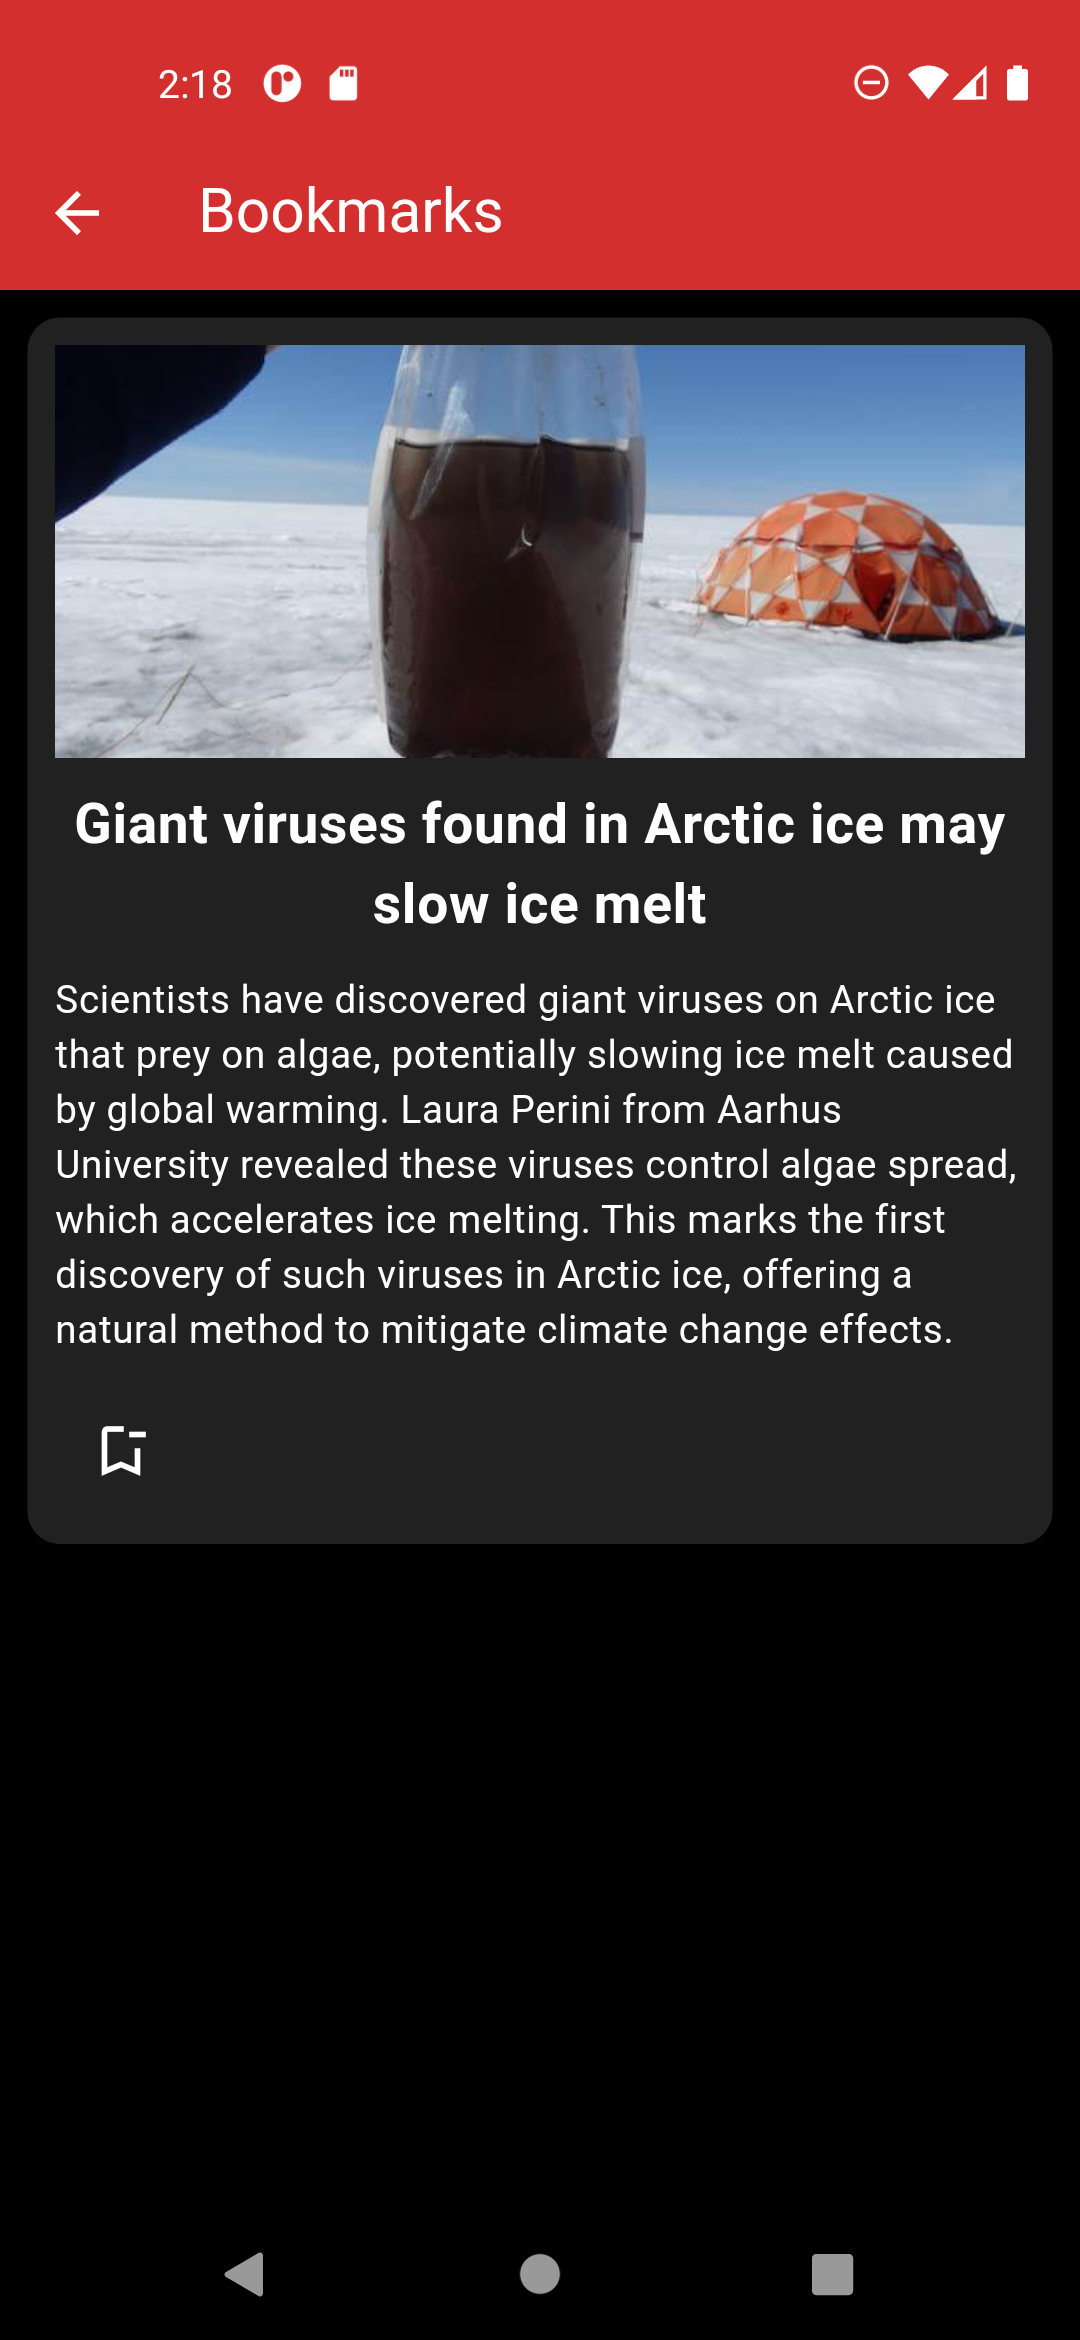 2:18
Bookmarks
Giant viruses found in Arctic ice may
slow ice melt
Scientists have discovered giant viruses on Arctic ice
that prey on algae, potentially slowing ice melt caused
by global warming. Laura Perini from Aarhus
University revealed these viruses control algae spread,
which accelerates ice melting. This marks the first
discovery of such viruses in Arctic ice, offering a
natural method to mitigate climate change effects.